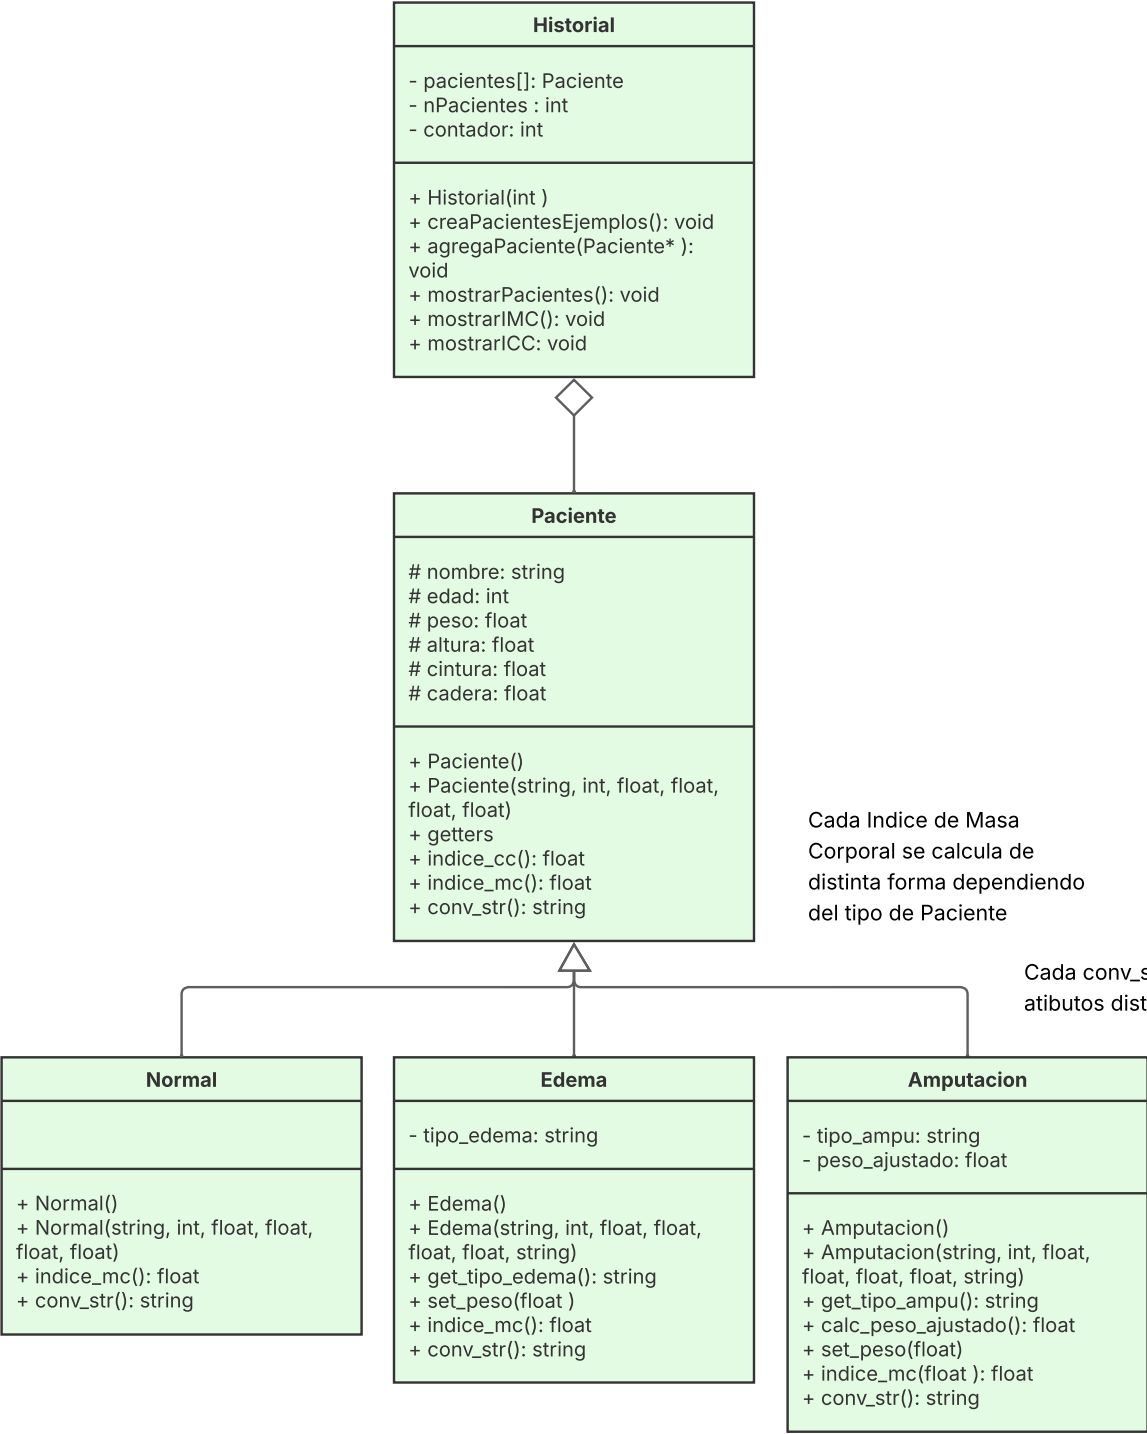 Historial
- pacientes[]: Paciente
- nPacientes : int
- contador: int
+ Historial(int )
+ creaPacientesEjemplos(): void
+ agregaPaciente(Paciente* ):
void
+ mostrarPacientes(): void
+ mostrarIMC(): void
+ mostrarICC: void
Paciente
# nombre: string
# edad: int
# peso: float
# altura: float
# cintura: float
# cadera: float
+ Paciente()
+ Paciente(string, int, float, float,
float, float)
+ getters
+ indice_cc(): float
+ indice_mc(): float
+ conv_str(): string
Cada Indice de Masa
Corporal se calcula de
distinta forma dependiendo
del tipo de Paciente
Cada conv_s
atibutos dist
Normal
+ Normal()
+ Normal(string, int, float, float,
float, float)
+ indice_mc(): float
+ conv_str(): string
Edema
- tipo_edema: string
+ Edema()
+ Edema(string, int, float, float,
float, float, string)
+ get_tipo_edema(): string
+ set_peso(float )
+ indice_mc(): float
+ conv_str(): string
Amputacion
- tipo_ampu: string
- peso_ajustado: float
+ Amputacion()
+ Amputacion(string, int, float,
float, float, float, string)
+ get_tipo_ampu(): string
+ calc_peso_ajustado(): float
+ set_peso(float)
+ indice_mc(float ): float
+ conv_str(): string